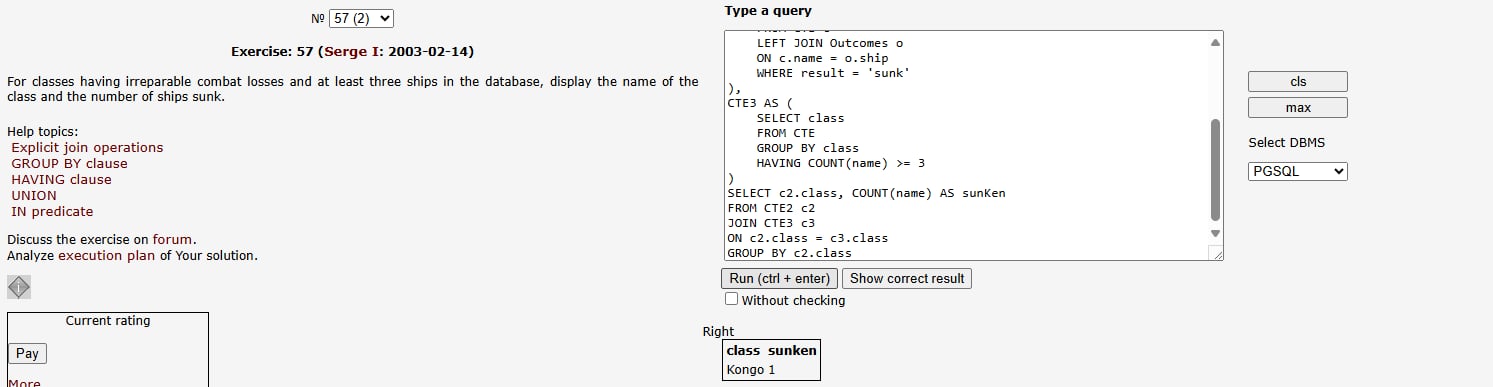 № 57 (2)
Exercise: 57 (Serge I: 2003-02-14)
For classes having irreparable combat losses and at least three ships in the database, display the name of the
class and the number of ships sunk.
Help topics:
Explicit join operations
GROUP BY clause
HAVING clause
UNION
IN predicate
Discuss the exercise on forum.
Analyze execution plan of Your solution.
Current rating
Pay
More
Type a query
LEFT JOIN Outcomes o
ON c.name = o.ship
WHERE result = 'sunk'
),
CTE3 AS (
SELECT class
FROM CTE
GROUP BY class
HAVING COUNT(name) >= 3
)
SELECT c2.class, COUNT(name) AS sunKen
FROM CTE2 c2
JOIN CTE3 c3
ON c2.class = c3.class
GROUP BY c2.class
Run (ctrl + enter) Show correct result
Without checking
Right
class sunken
Kongo 1
cls
max
Select DBMS
PGSQL